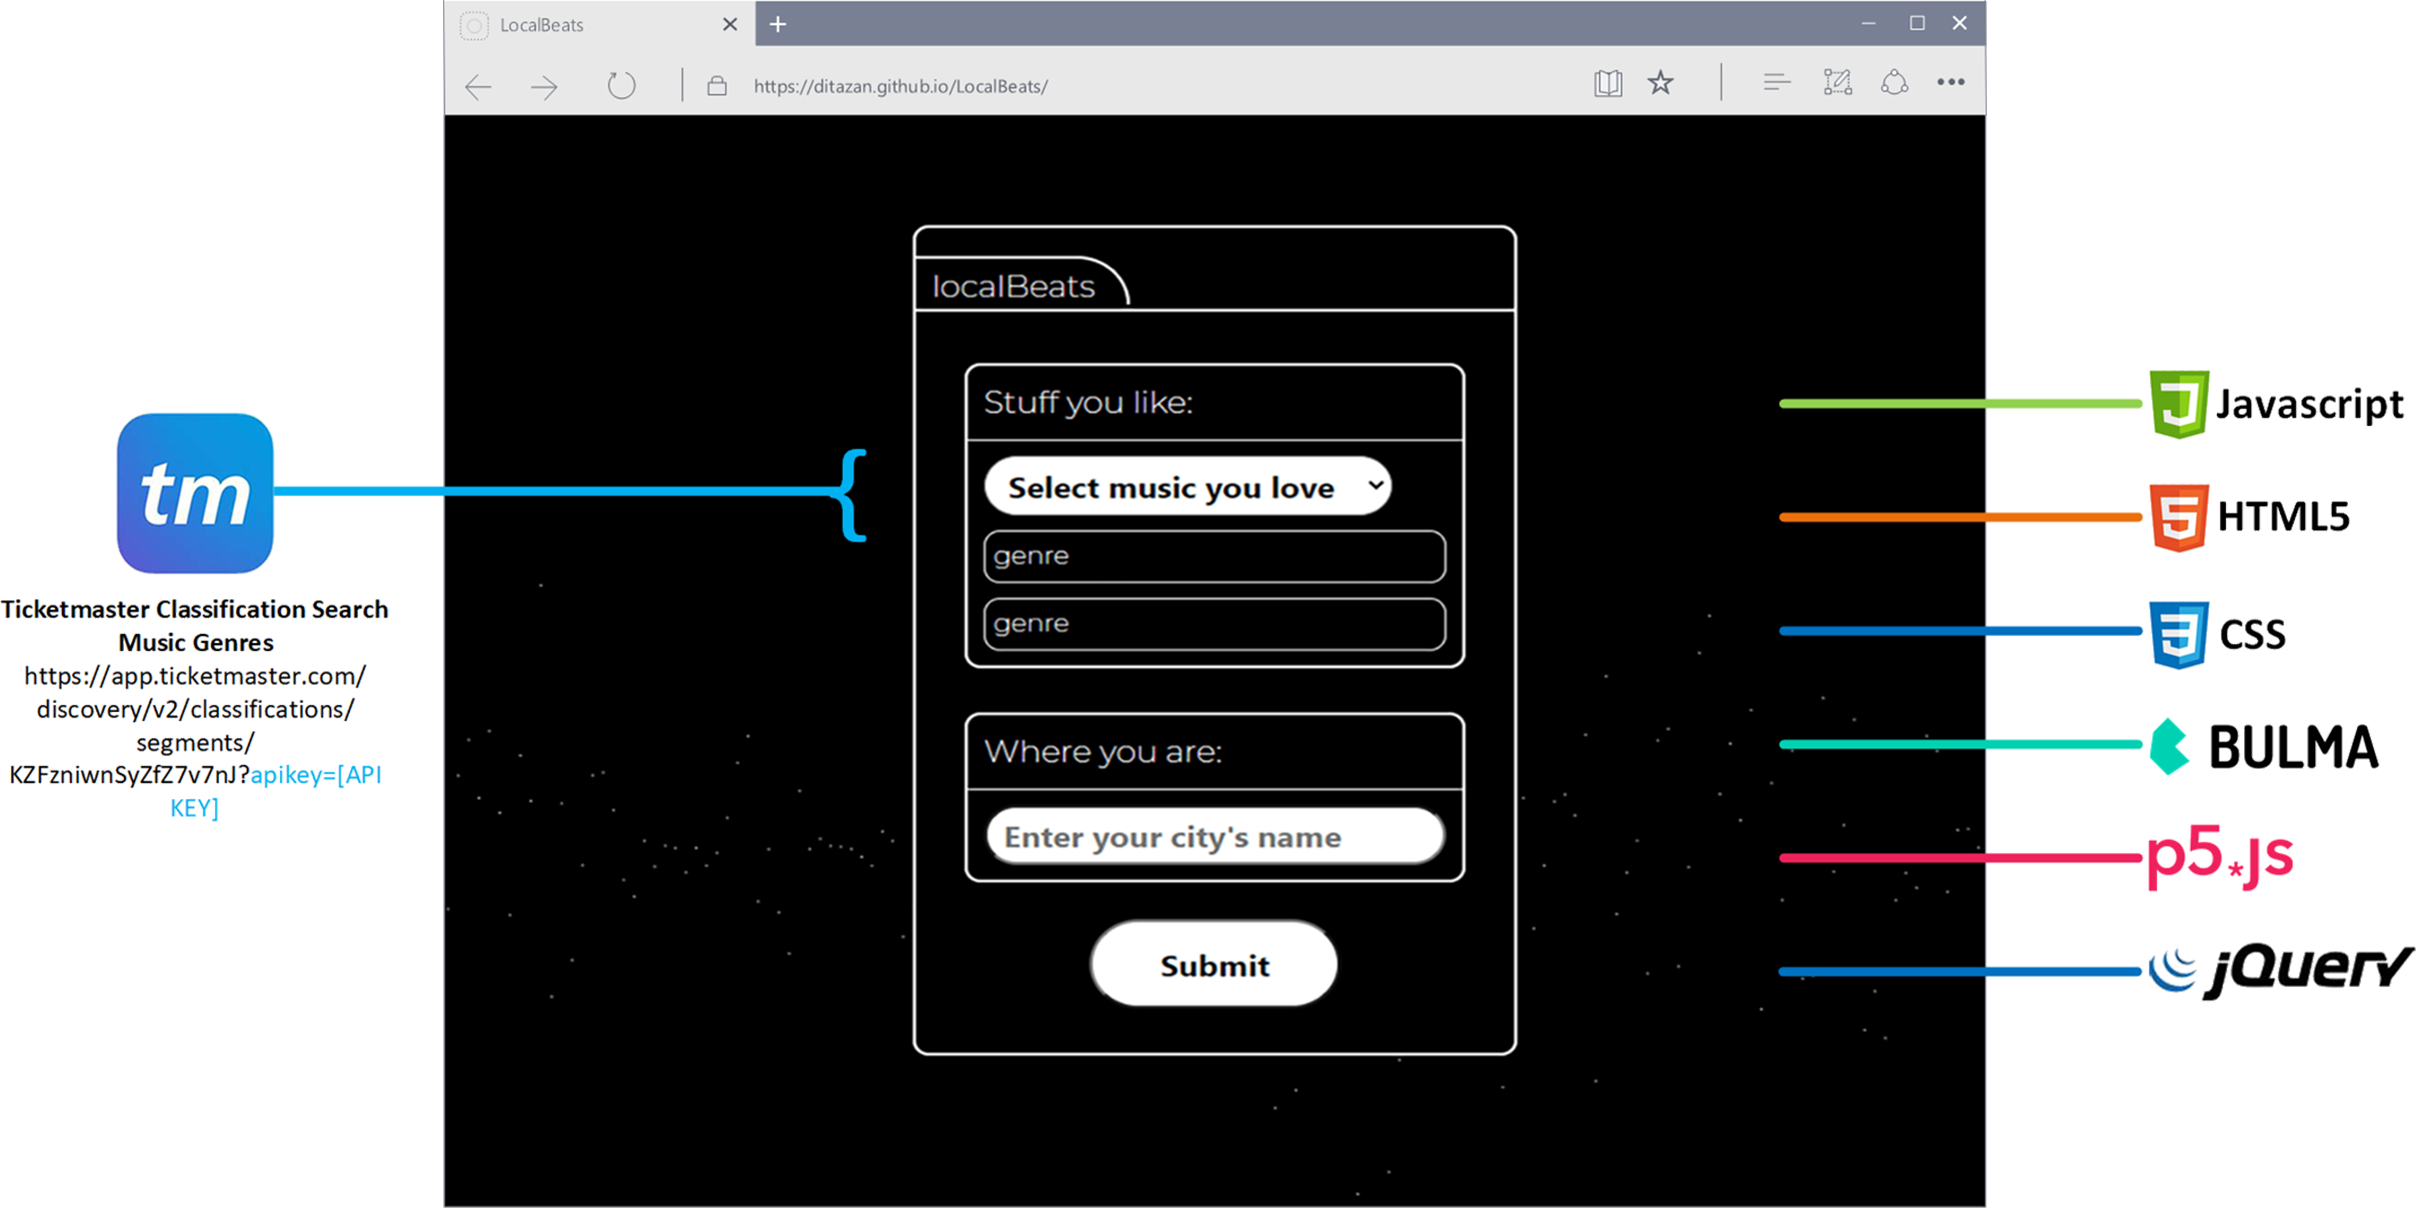 LocalBeats
https://ditazan.github.io/LocalBeats/
localBeats
Stuff you like:
Select music you love
genre
genre
Where you are:
Enter your city's name
Submit
tm
Ticketmaster Classification Search
Music Genres
https://app.ticketmaster.com/
discovery/v2/classifications/
segments/
KZFzniwnSyZfZ7v7nJ?apikey=[API
KEY]
Javascript
HTML5
CSS
BULMA
p5*js
jQuery